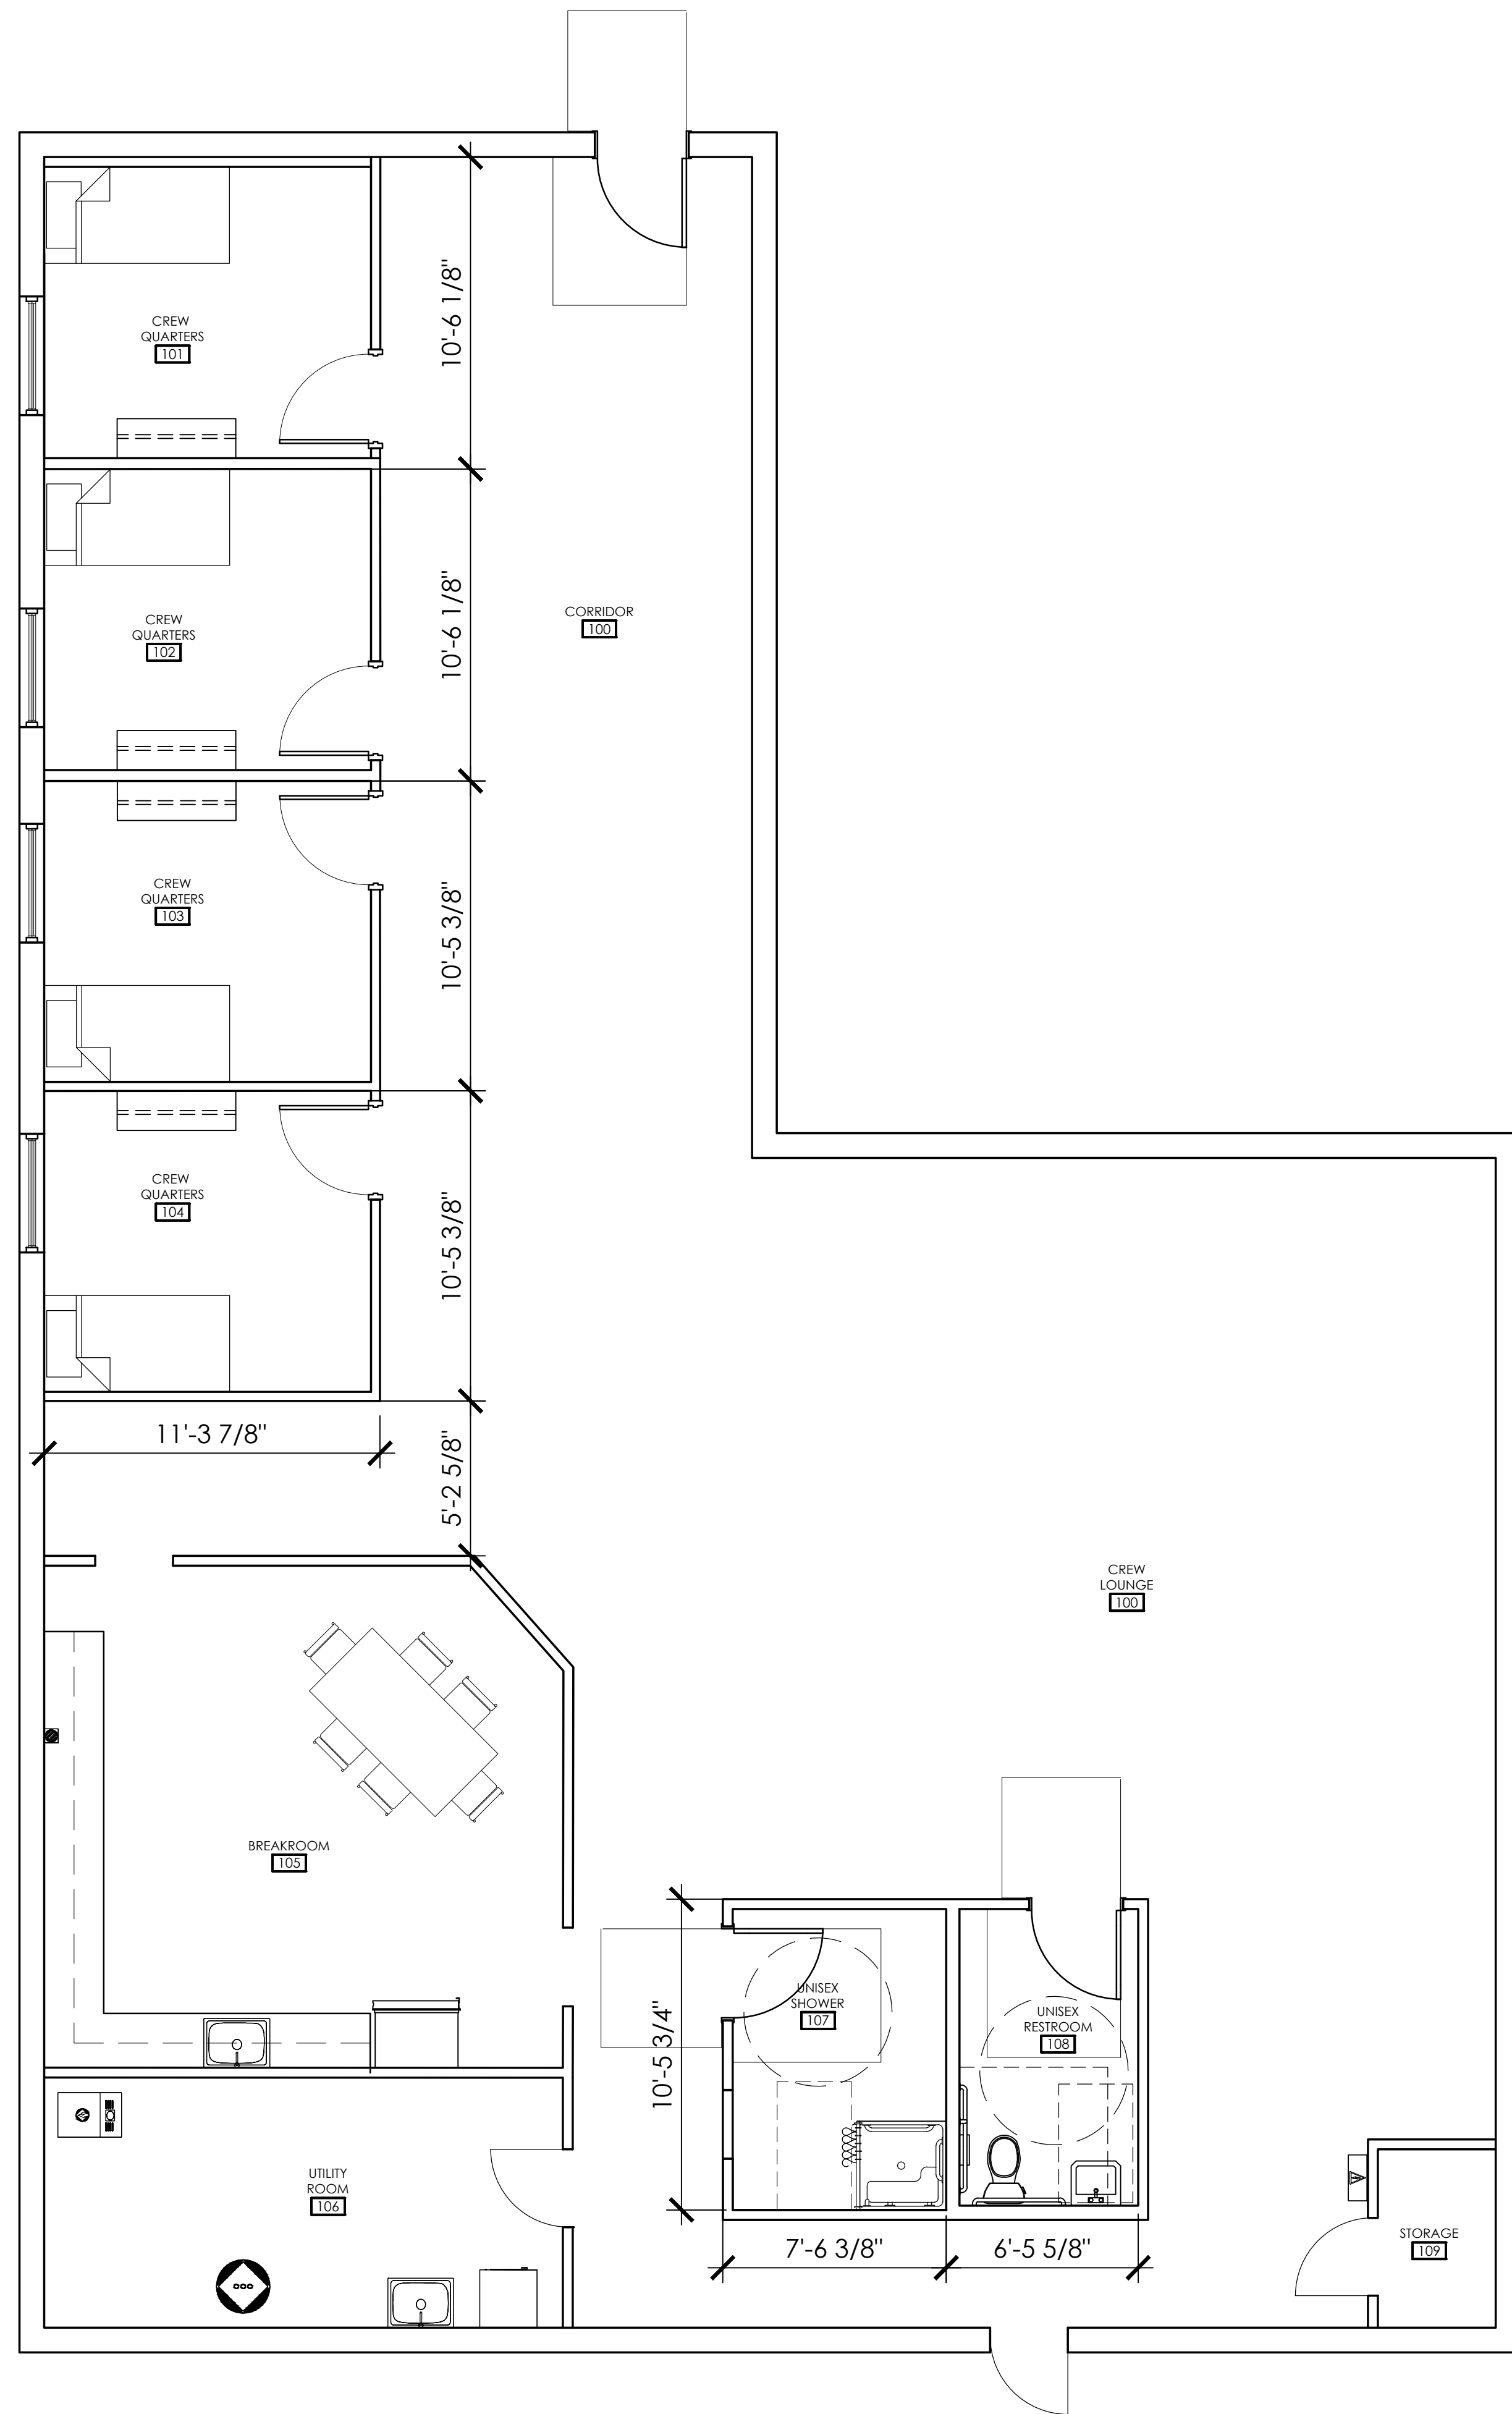 CREW
QUARTERS
101
10'-6 1/8"
CREW
QUARTERS
102
10'-6 1/8"
CORRIDOR
100
CREW
QUARTERS
103
10'-5 3/8"
CREW
QUARTERS
104
10'-5 3/8"
11'-3 7/8"
5'-2 5/8"
CREW
LOUNGE
100
BREAKROOM
105
UNISEX
SHOWER
107
UNISEX
RESTROOM
108
10'-5 3/4"
UTILITY
ROOM
106
7'-6 3/8"
6'-5 5/8"
STORAGE
109